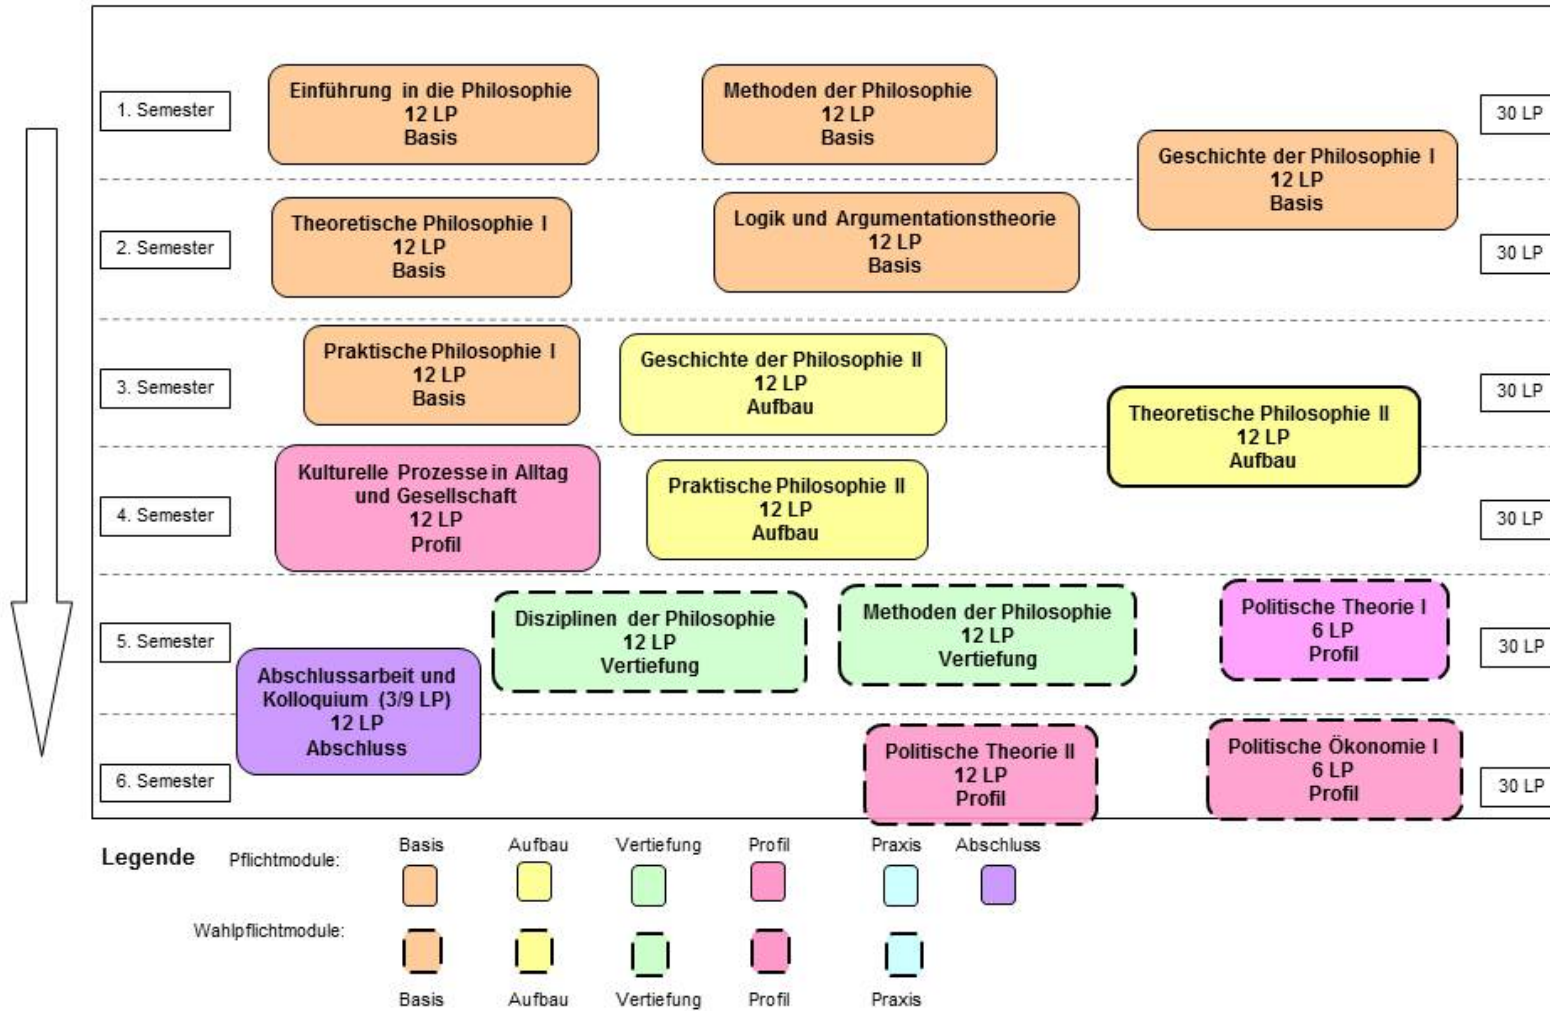 1. Semester
Einführung in die Philosophie
12 LP
Basis
Methoden der Philosophie
12 LP
Basis
30 LP
Geschichte der Philosophie I
12 LP
Basis
2. Semester
Theoretische Philosophie I
12 LP
Basis
Logik und Argumentationstheorie
12 LP
Basis
30 LP
3. Semester
Praktische Philosophie I
12 LP
Basis
Geschichte der Philosophie II
12 LP
Aufbau
30 LP
Theoretische Philosophie II
12 LP
Aufbau
4. Semester
Kulturelle Prozesse in Alltag
und Gesellschaft
12 LP
Profil
Praktische Philosophie II
12 LP
Aufbau
30 LP
5. Semester
Disziplinen der Philosophie
12 LP
Vertiefung
Methoden der Philosophie
12 LP
Vertiefung
Politische Theorie I
6 LP
Profil
30 LP
Abschlussarbeit und
Kolloquium (3/9 LP)
12 LP
Abschluss
6. Semester
Politische Theorie II
12 LP
Profil
Politische Ökonomie I
6 LP
Profil
30 LP
Legende
Pflichtmodule:
Basis Aufbau Vertiefung Profil Praxis Abschluss
Wahlpflichtmodule:
Basis Aufbau Vertiefung Profil Praxis